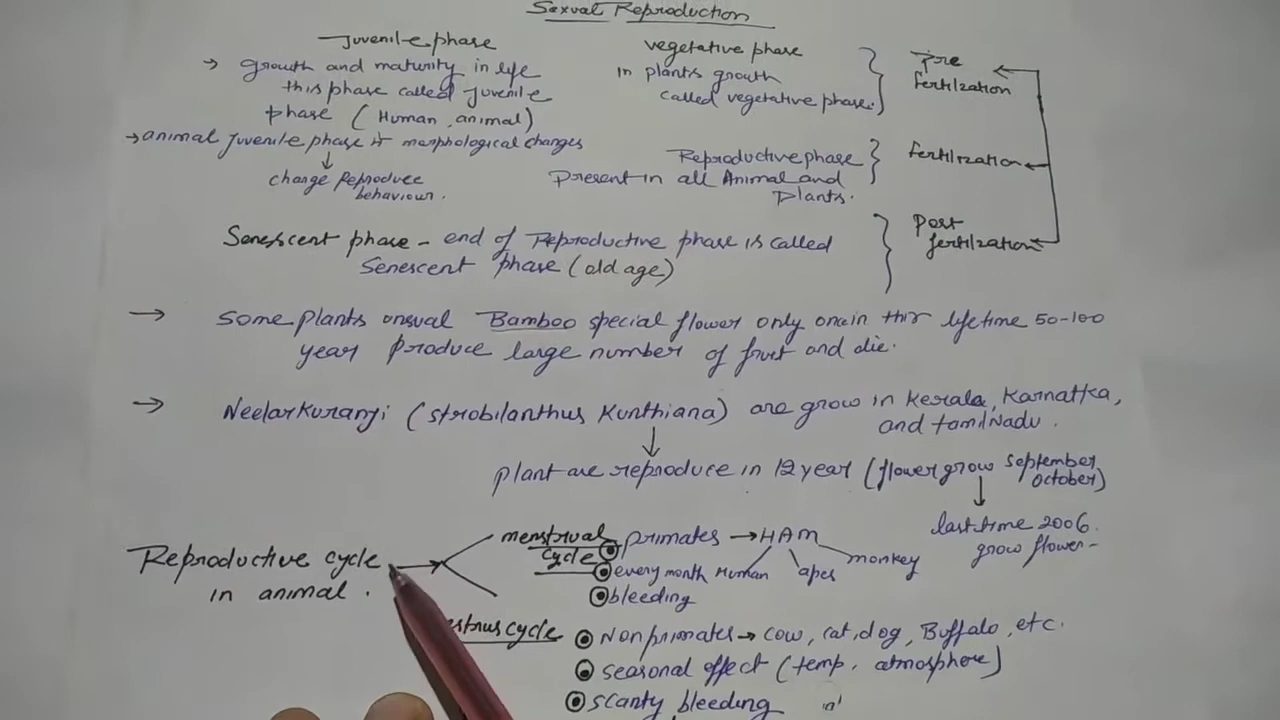 Sexual Reproduction
Juvenile phase
→ growth and maturity in life
this phase called Juvenile
phase (Human, animal)
→ animal Juvenile phase it morphological changes
↓
change Reproduce
behaviour.
vegetative phase
in plants growth
called vegetative phase.
Pre
fertilzation
Reproductive phase
Present in all Animal and
Plants.
fertilization
Senescent phase - end of Reproductive phase is called
Senescent phase (old age)
Post
fertilization
→ Some plants unsual Bamboo special flower only oncin thir lifetime 50-100
year produce large number of fruit and die.
→ Neelarkuranji (strobilanthus Kunthiana) are grow in kerala, Karnatka,
and tamilNadu.
↓
plant are reproduce in 12 year (flower grow september
october)
↓
last time 2006.
grow flower-
Reproductive cycle →
in animal.
menstrual
cycle
primates → HAM
every month Human apes monkey
bleeding
estrus cycle
Nonprimates → cow, cat, dog, Buffalo, etc.
seasonal effect (temp, atmosphere)
scanty bleeding